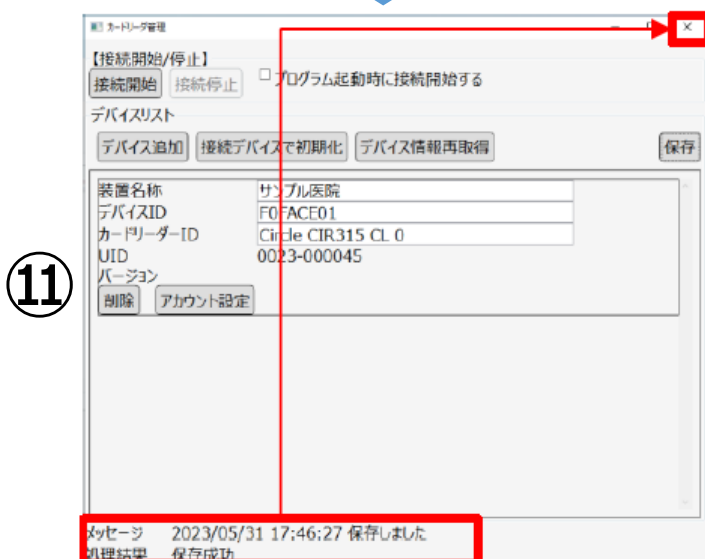 カードリーダ管理
【接続開始/停止】
接続開始 接続停止 プログラム起動時に接続開始する
デバイスリスト
デバイス追加 接続デバイスで初期化 デバイス情報再取得 保存
装置名称 サンプル医院
デバイスID F0FACE01
カードリーダーID Circle CIR315 CL 0
UID 0023-000045
バージョン
⑪
削除 アカウント設定
メッセージ 2023/05/31 17:46:27 保存しました
処理結果 保存成功